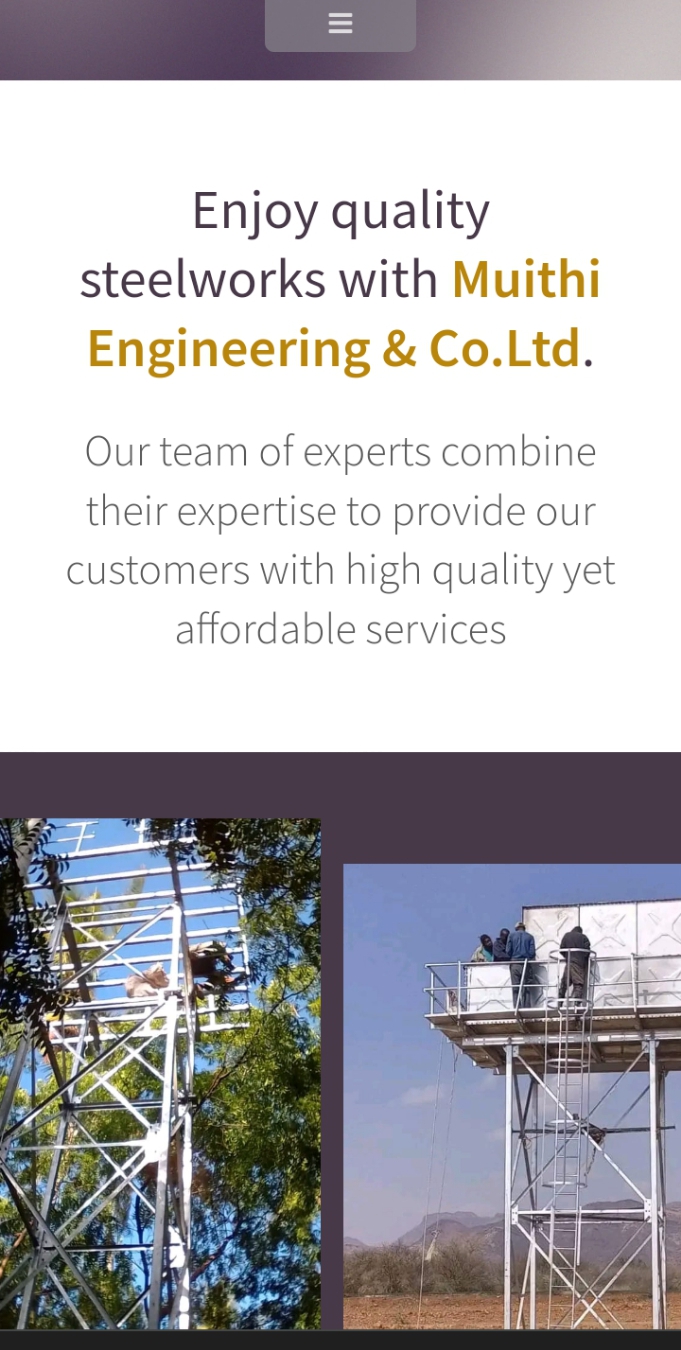 Enjoy quality
steelworks with Muithi
Engineering & Co.Ltd.
Our team of experts combine
their expertise to provide our
customers with high quality yet
affordable services